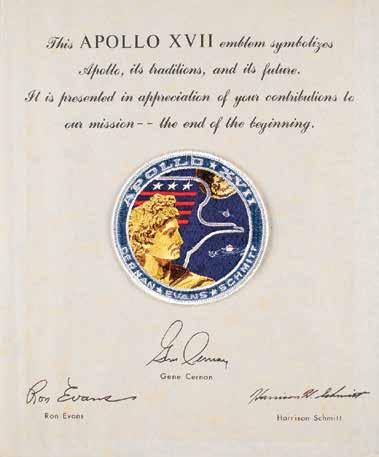 This APOLLO XVII emblem symbolizes
Apollo, its traditions, and its future.
It is presented in appreciation of your contributions to
our mission-- the end of the beginning.
APOLLO XVII
CERNAN ★ EVANS ★ SCHMITT
Gene Cernan
Gene Cernon
Ron Evans
Ron Evans
Harrison H. Schmitt
Harrison Schmitt